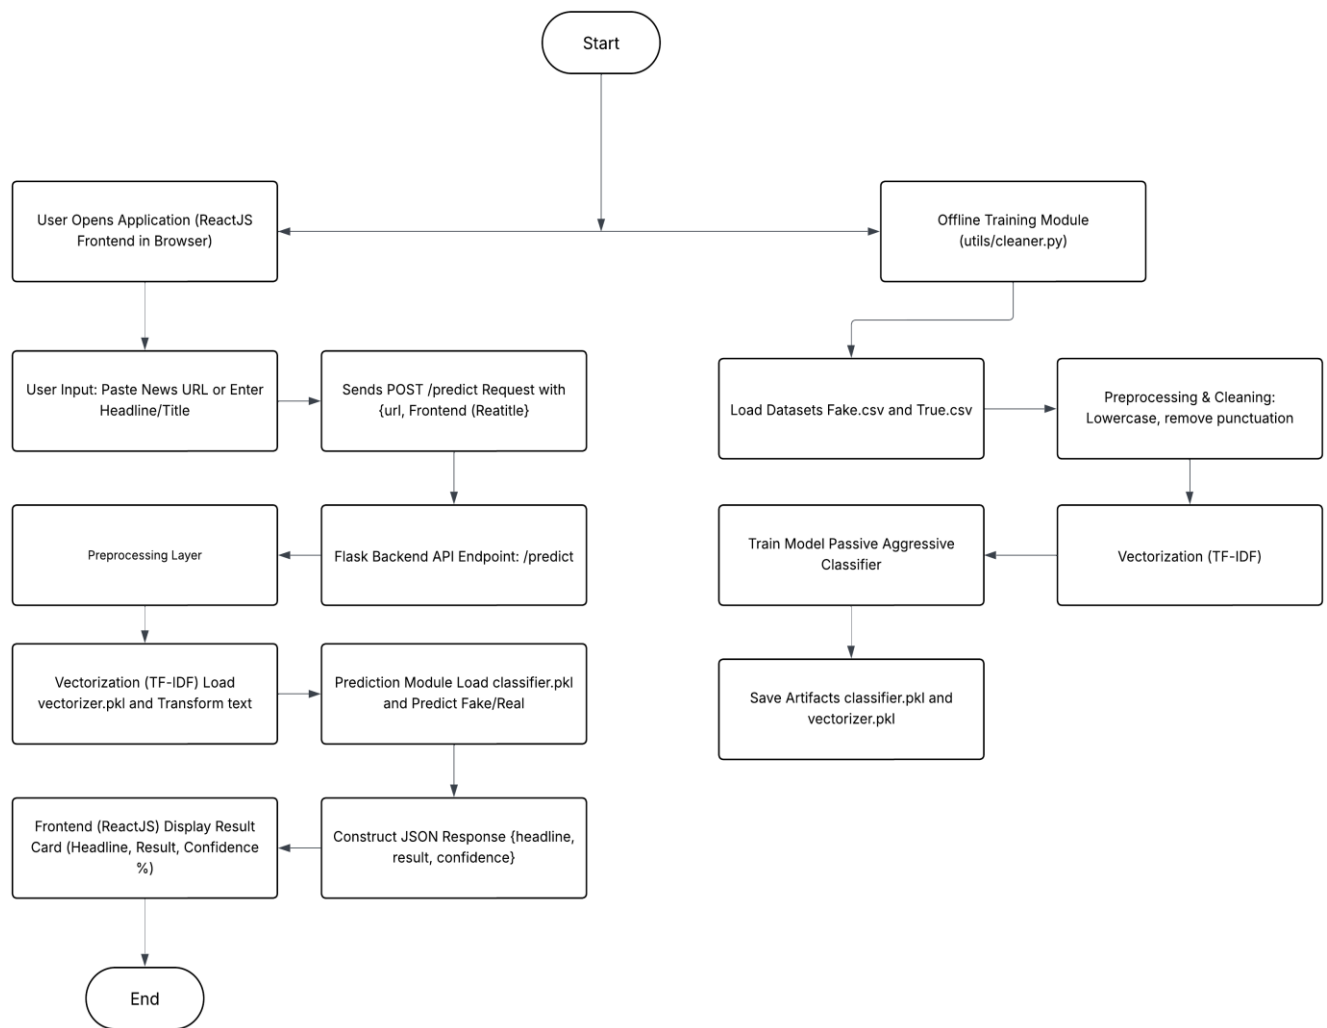 Start
User Opens Application (ReactJS
Frontend in Browser)
Offline Training Module
(utils/cleaner.py)
User Input: Paste News URL or Enter
Headline/Title
Sends POST /predict Request with
{url, Frontend (Reatitle}
Load Datasets Fake.csv and True.csv
Preprocessing & Cleaning:
Lowercase, remove punctuation
Preprocessing Layer
Flask Backend API Endpoint: /predict
Train Model Passive Aggressive
Classifier
Vectorization (TF-IDF)
Vectorization (TF-IDF) Load
vectorizer.pkl and Transform text
Prediction Module Load classifier.pkl
and Predict Fake/Real
Save Artifacts classifier.pkl and
vectorizer.pkl
Frontend (ReactJS) Display Result
Card (Headline, Result, Confidence
%)
Construct JSON Response {headline,
result, confidence}
End